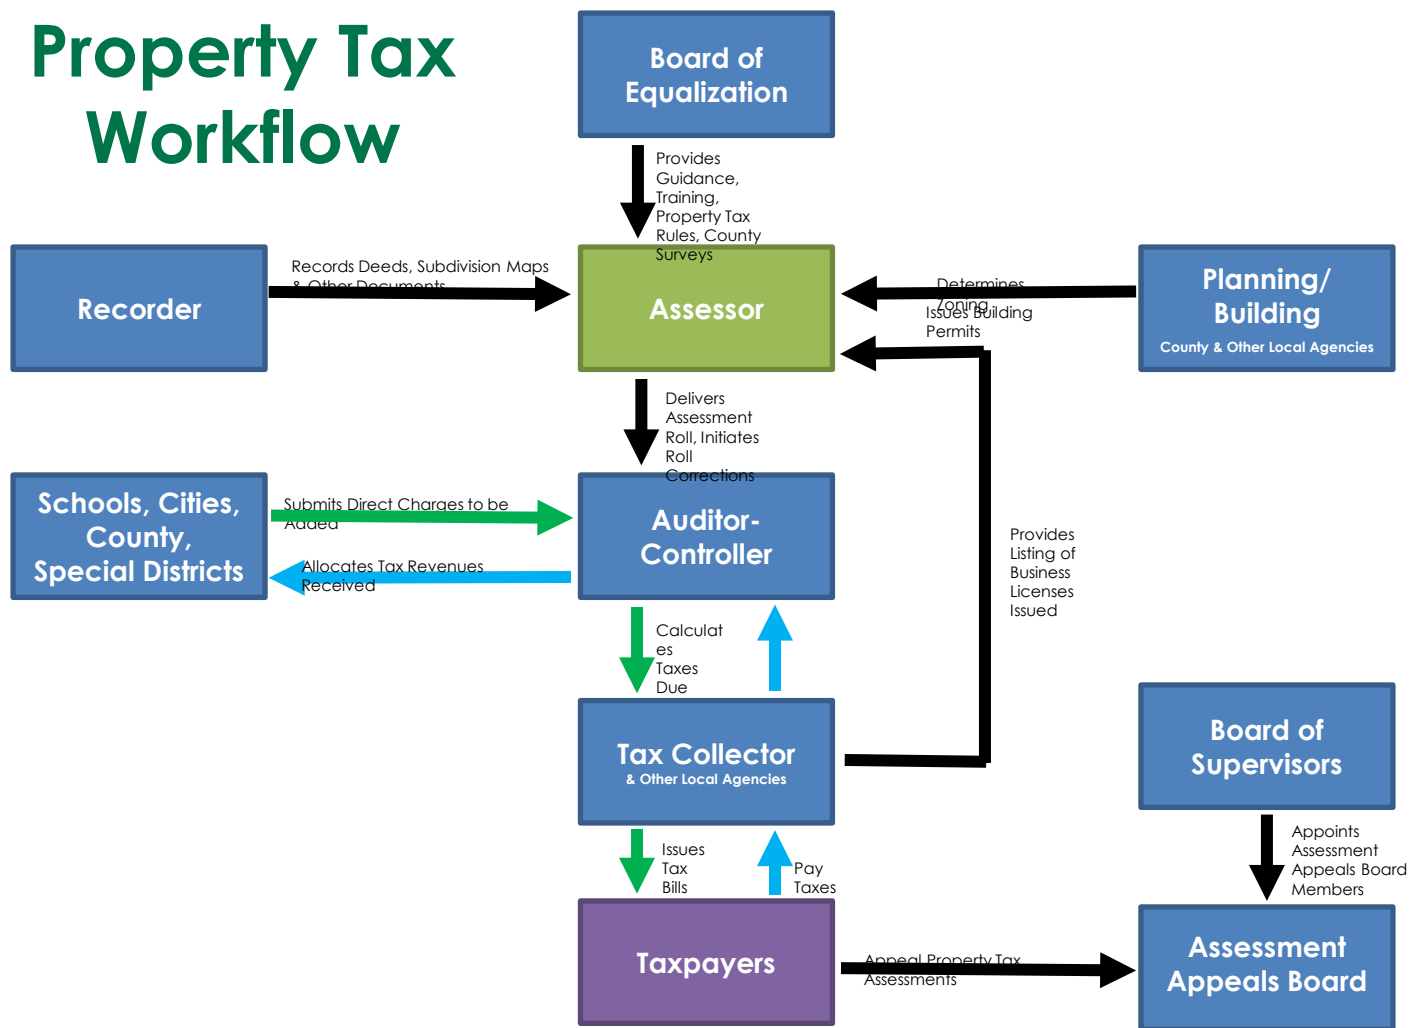 Property Tax
Workflow
Board of
Equalization
Provides
Guidance,
Training,
Property Tax
Rules, County
Surveys
Recorder
Records Deeds, Subdivision Maps
& Other Documents
Assessor
Determines
Zoning
Issues Building
Permits
Planning/
Building
County & Other Local Agencies
Delivers
Assessment
Roll, Initiates
Roll
Corrections
Schools, Cities,
County,
Special Districts
Submits Direct Charges to be
Added
Allocates Tax Revenues
Received
Auditor-
Controller
Provides
Listing of
Business
Licenses
Issued
Calculat
es
Taxes
Due
Tax Collector
& Other Local Agencies
Board of
Supervisors
Issues
Tax
Bills
Pay
Taxes
Appoints
Assessment
Appeals Board
Members
Taxpayers
Appeal Property Tax
Assessments
Assessment
Appeals Board